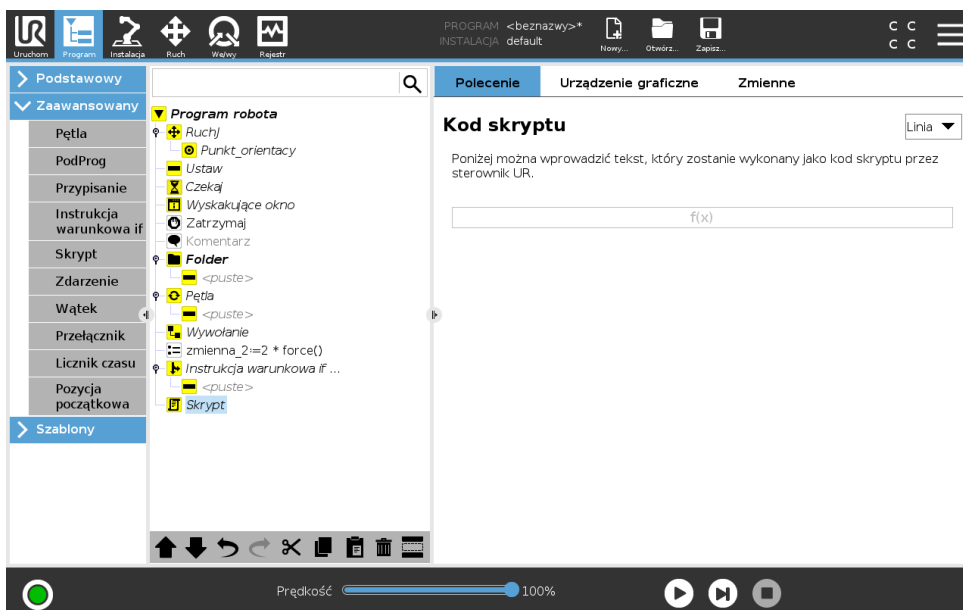 UR
PROGRAM <beznazwy>*
INSTALACJA default
C C
C C
Uruchom
Program
Instalacja
Ruch
We/wy
Rejestr
Nowy...
Otwórz...
Zapisz...
Podstawowy
Zaawansowany
Pętla
PodProg
Przypisanie
Instrukcja
warunkowa if
Skrypt
Zdarzenie
Wątek
Przełącznik
Licznik czasu
Pozycja
początkowa
Szablony
Program robota
RuchJ
Punkt_orientacy
Ustaw
Czekaj
Wyskakujące okno
Zatrzymaj
Komentarz
Folder
<puste>
Pętla
<puste>
Wywołanie
zmienna_2:=2 * force()
Instrukcja warunkowa if ...
<puste>
Skrypt
Polecenie
Urządzenie graficzne
Zmienne
Kod skryptu
Linia
Poniżej można wprowadzić tekst, który zostanie wykonany jako kod skryptu przez
sterownik UR.
f(x)
Prędkość
100%